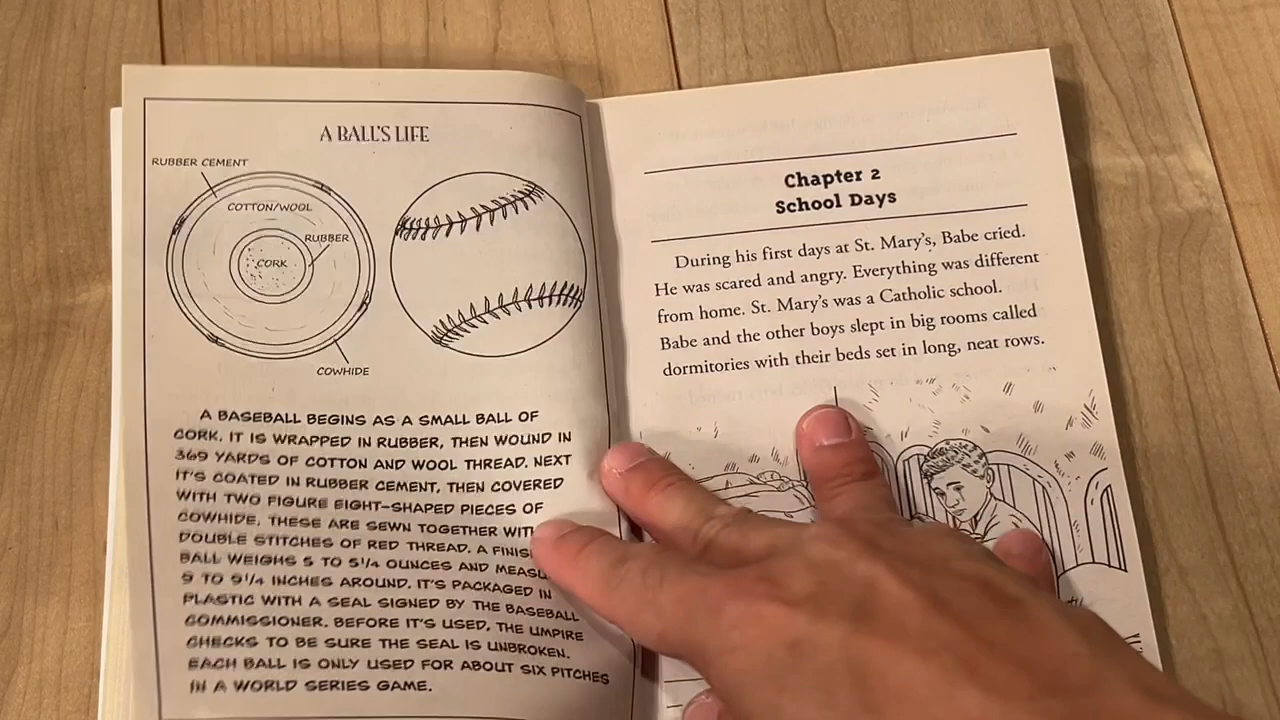 A BALL'S LIFE
RUBBER CEMENT
COTTON/WOOL
RUBBER
CORK
COWHIDE
A BASEBALL BEGINS AS A SMALL BALL OF
CORK. IT IS WRAPPED IN RUBBER, THEN WOUND IN
369 YARDS OF COTTON AND WOOL THREAD. NEXT
IT'S COATED IN RUBBER CEMENT, THEN COVERED
WITH TWO FIGURE EIGHT-SHAPED PIECES OF
COWHIDE. THESE ARE SEWN TOGETHER WITH
DOUBLE STITCHES OF RED THREAD. A
BALL WEIGHS 5 TO 5 1/4 OUNCES AND
9 TO 9 1/4 INCHES AROUND. IT'S PACKAGED IN
PLASTIC WITH A SEAL SIGNED BY THE BASEBALL
COMMISSIONER. BEFORE IT'S USED, THE UMPIRE
CHECKS TO BE SURE THE SEAL IS UNBROKEN.
EACH BALL IS ONLY USED FOR ABOUT SIX PITCHES
IN A WORLD SERIES GAME.
Chapter 2
School Days
During his first days at St. Mary's, Babe cried.
He was scared and angry. Everything was different
from home. St. Mary's was a Catholic school.
Babe and the other boys slept in big rooms called
dormitories with their beds set in long, neat rows.